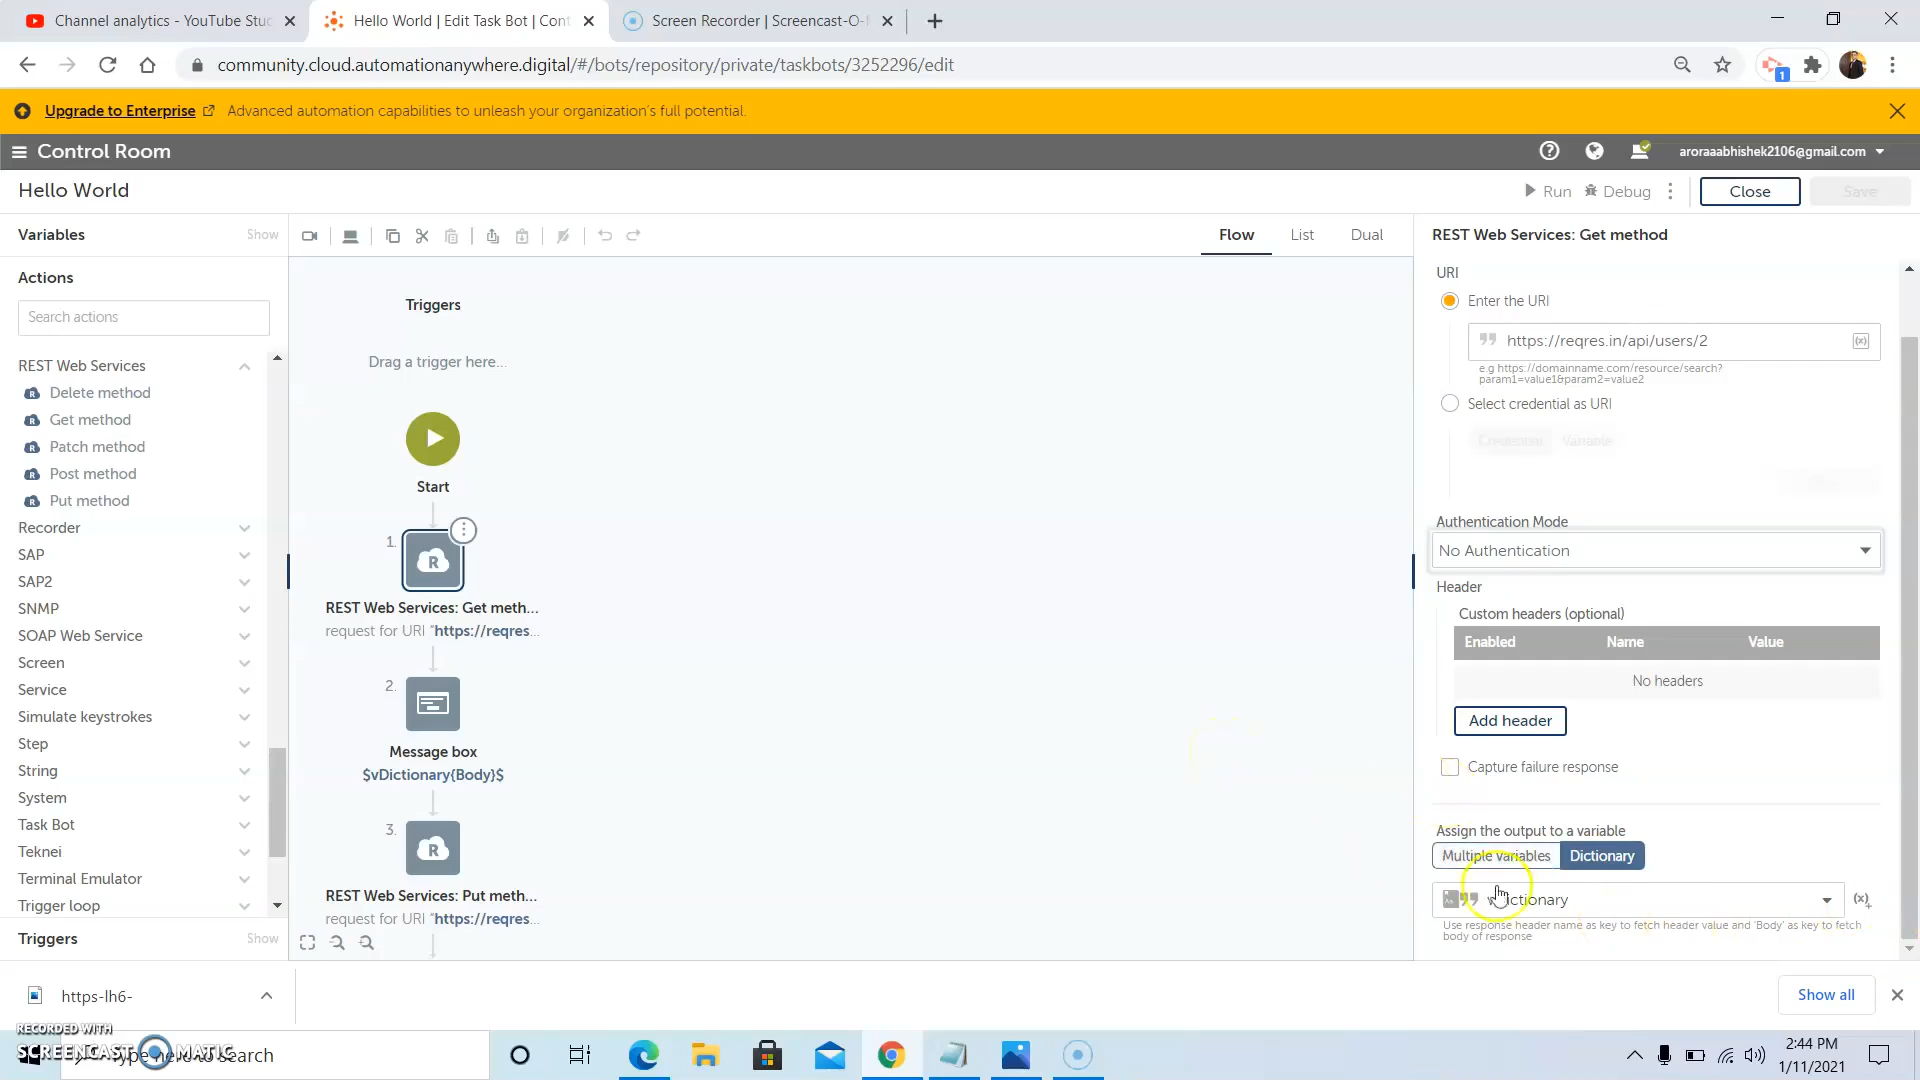 Channel analytics - YouTube Stud
Hello World | Edit Task Bot | Cont
Screen Recorder | Screencast-O-
community.cloud.automationanywhere.digital/#/bots/repository/private/taskbots/3252296/edit
1
Upgrade to Enterprise Advanced automation capabilities to unleash your organization's full potential.
Control Room
aroraaabhishek2106@gmail.com
Hello World
Run
Debug
Close
Save
Variables
Show
Flow
List
Dual
REST Web Services: Get method
Actions
Search actions
REST Web Services
Delete method
Get method
Patch method
Post method
Put method
Recorder
SAP
SAP2
SNMP
SOAP Web Service
Screen
Service
Simulate keystrokes
Step
String
System
Task Bot
Teknei
Terminal Emulator
Trigger loop
Triggers
Show
Triggers
Drag a trigger here...
Start
1.
R
REST Web Services: Get meth...
request for URI "https://reqres...
2.
Message box
$vDictionary{Body}$
3.
R
REST Web Services: Put meth...
request for URI "https://reqres...
URI
Enter the URI
https://reqres.in/api/users/2
(x)
e.g https://domainname.com/resource/search?
param1=value1&param2=value2
Select credential as URI
Credential
Variable
Authentication Mode
No Authentication
Header
Custom headers (optional)
Enabled
Name
Value
No headers
Add header
Capture failure response
Assign the output to a variable
Multiple variables
Dictionary
Use response header name as key to fetch header value and 'Body' as key to fetch
body of response
https-lh6-
Show all
RECORDED WITH
SCREENCAST MATIC
Type here to search
2:44 PM
1/11/2021